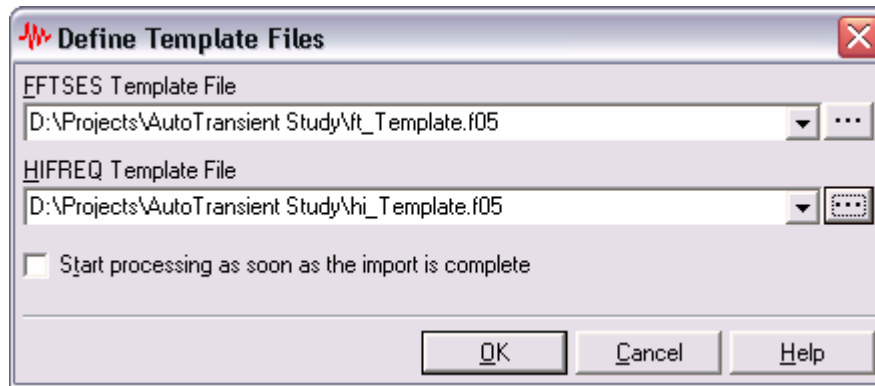 Define Template Files
FFTSES Template File
D:\Projects\AutoTransient Study\ft_Template.f05
...
HIFREQ Template File
D:\Projects\AutoTransient Study\hi_Template.f05
...
Start processing as soon as the import is complete
OK Cancel Help